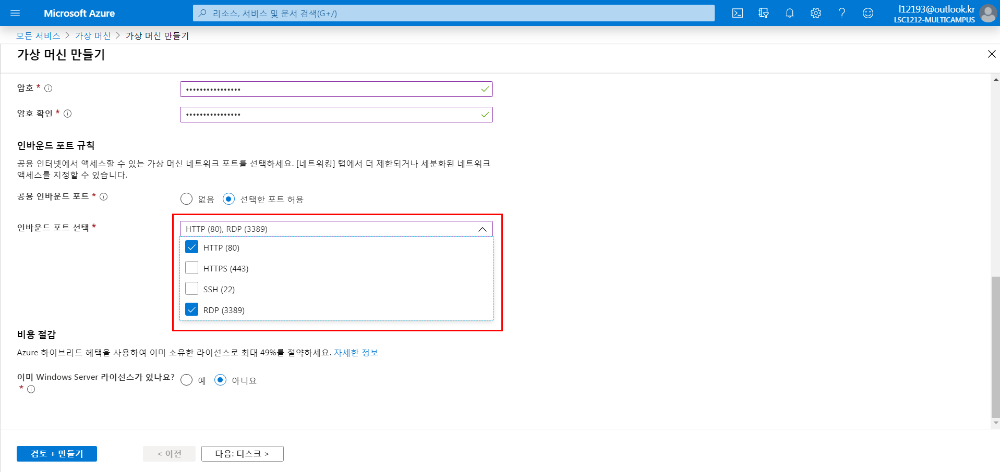 Microsoft Azure
리소스, 서비스 및 문서 검색(G+/)
l12193@outlook.kr
LSC1212-MULTICAMPUS
모든 서비스 > 가상 머신 > 가상 머신 만들기
가상 머신 만들기
암호 *
••••••••••••••••
암호 확인 *
••••••••••••••••
인바운드 포트 규칙
공용 인터넷에서 액세스할 수 있는 가상 머신 네트워크 포트를 선택하세요. [네트워킹] 탭에서 더 제한되거나 세분화된 네트워크
액세스를 지정할 수 있습니다.
공용 인바운드 포트 *
없음 선택한 포트 허용
인바운드 포트 선택 *
HTTP (80), RDP (3389)
HTTP (80)
HTTPS (443)
SSH (22)
RDP (3389)
비용 절감
Azure 하이브리드 혜택을 사용하여 이미 소유한 라이선스로 최대 49%를 절약하세요. 자세한 정보
이미 Windows Server 라이선스가 있나요?
*
예 아니요
검토 + 만들기
< 이전
다음: 디스크 >